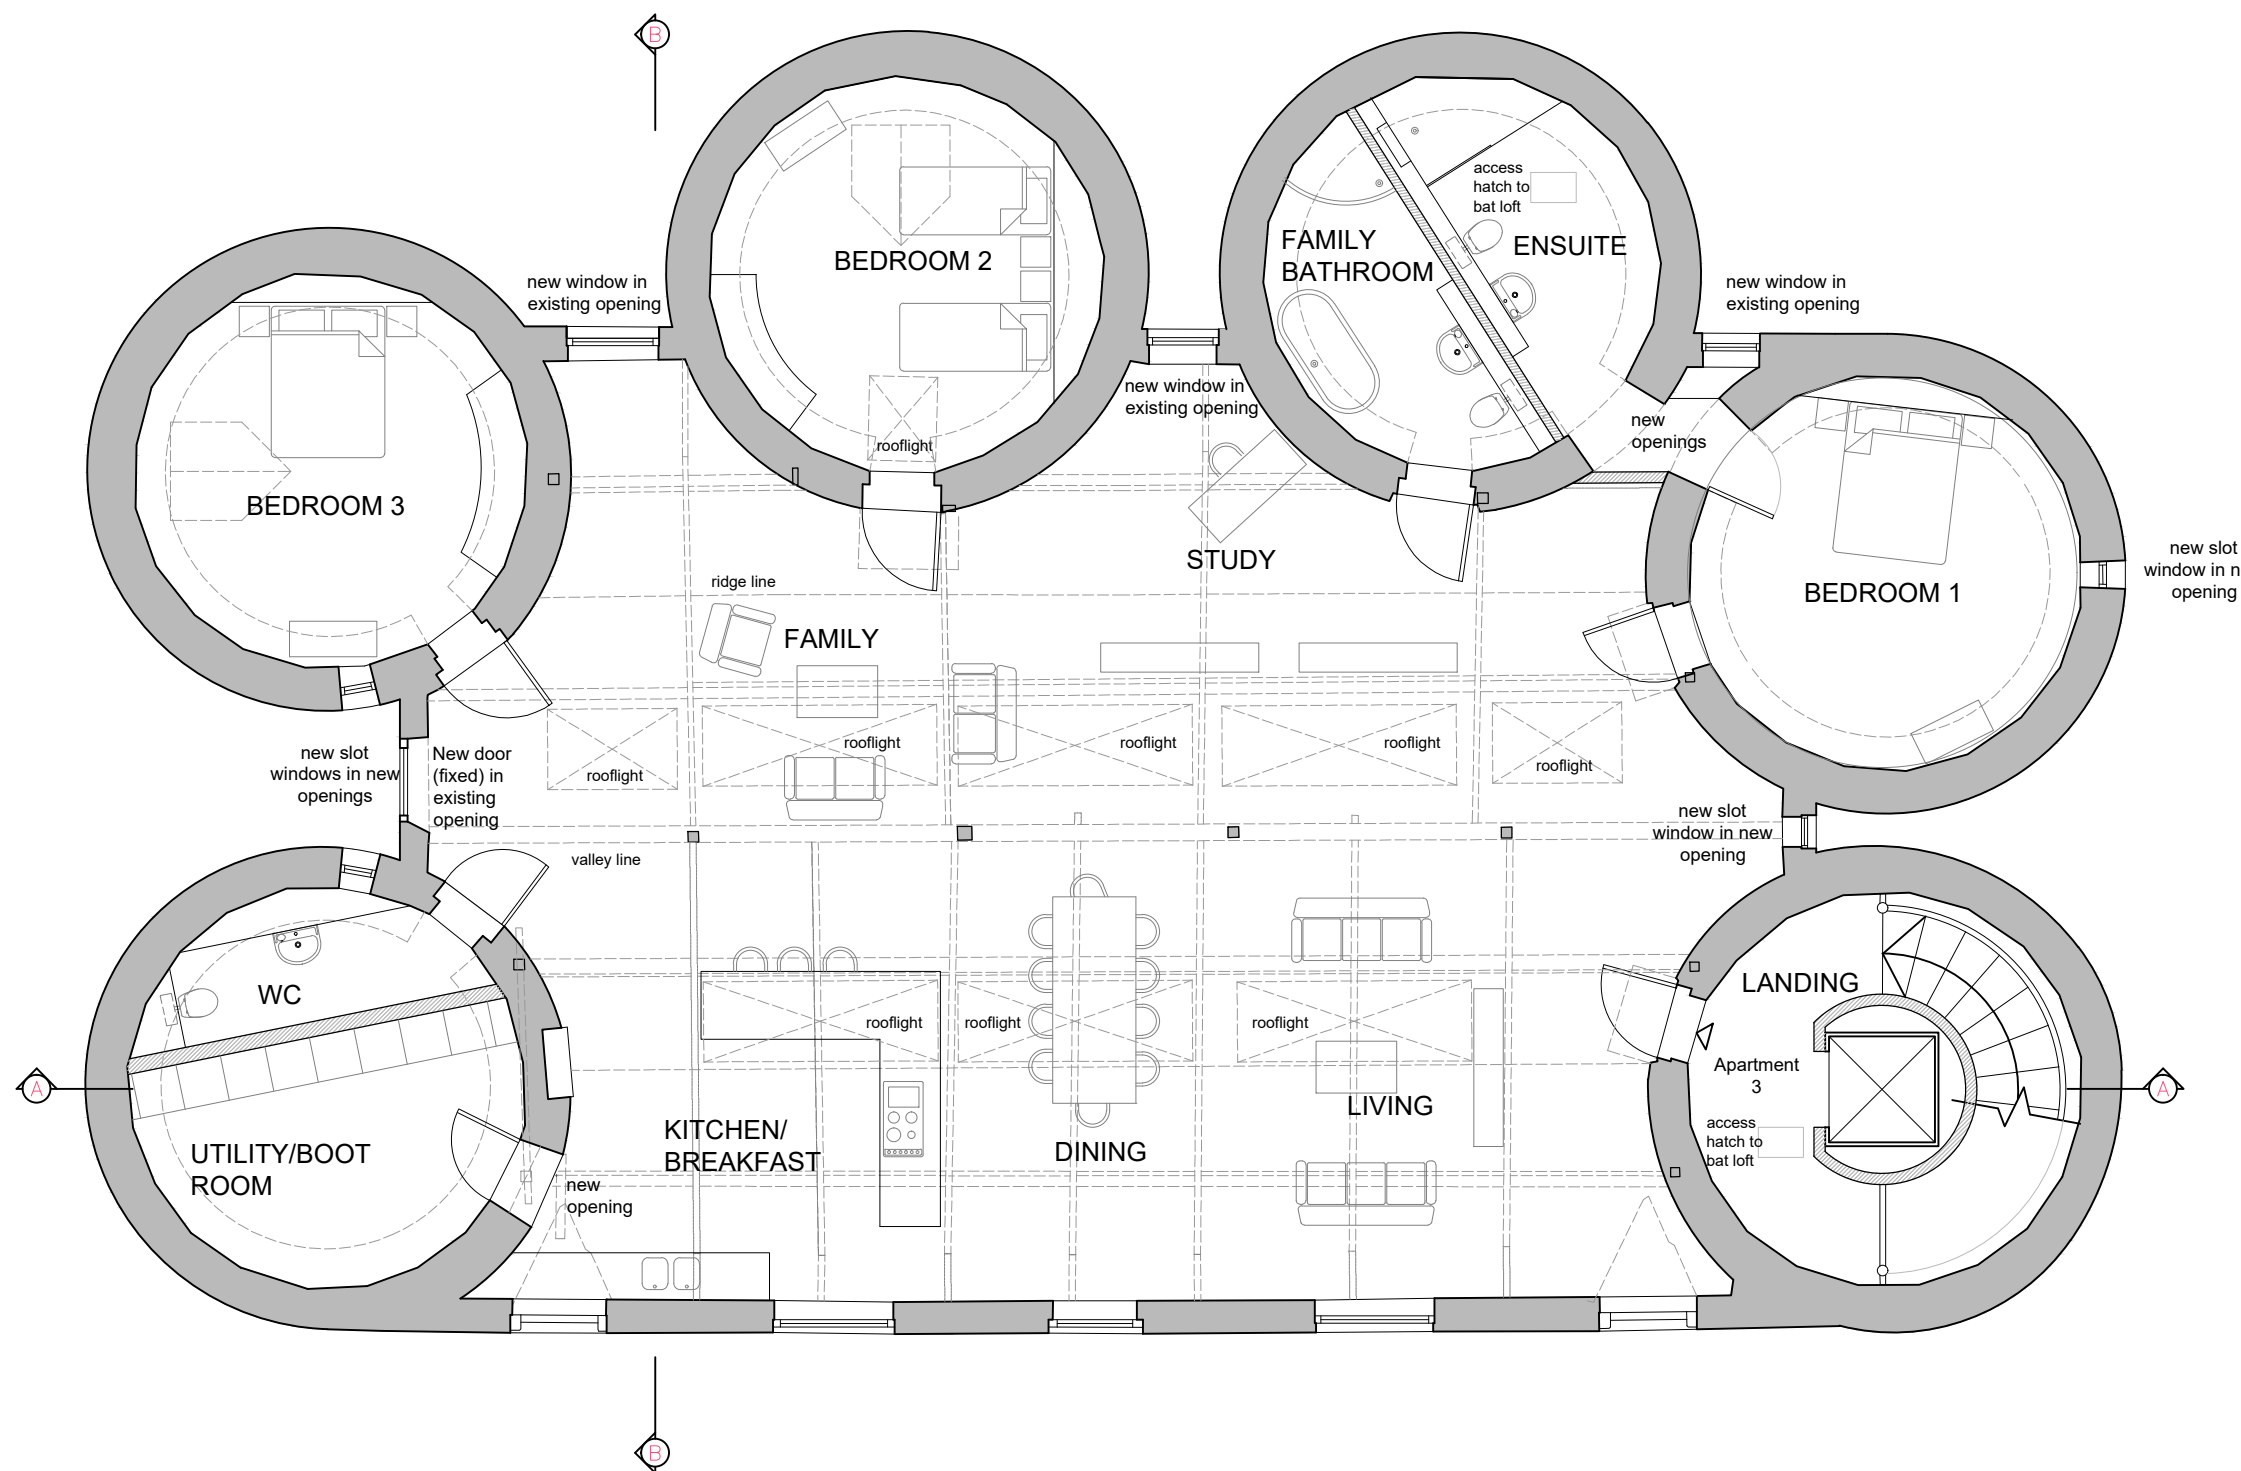 B
BEDROOM 2
access
hatch to
bat loft
FAMILY
BATHROOM
ENSUITE
new window in
existing opening
new window in
existing opening
new window in
existing opening
rooflight
new
openings
BEDROOM 3
STUDY
new slot
window in n
opening
ridge line
BEDROOM 1
FAMILY
rooflight
rooflight
rooflight
rooflight
rooflight
new slot
windows in new
openings
New door
(fixed) in
existing
opening
new slot
window in new
opening
valley line
WC
rooflight
rooflight
rooflight
LANDING
Apartment
3
A
A
LIVING
KITCHEN/
BREAKFAST
DINING
access
hatch to
bat loft
UTILITY/BOOT
ROOM
new
opening
B